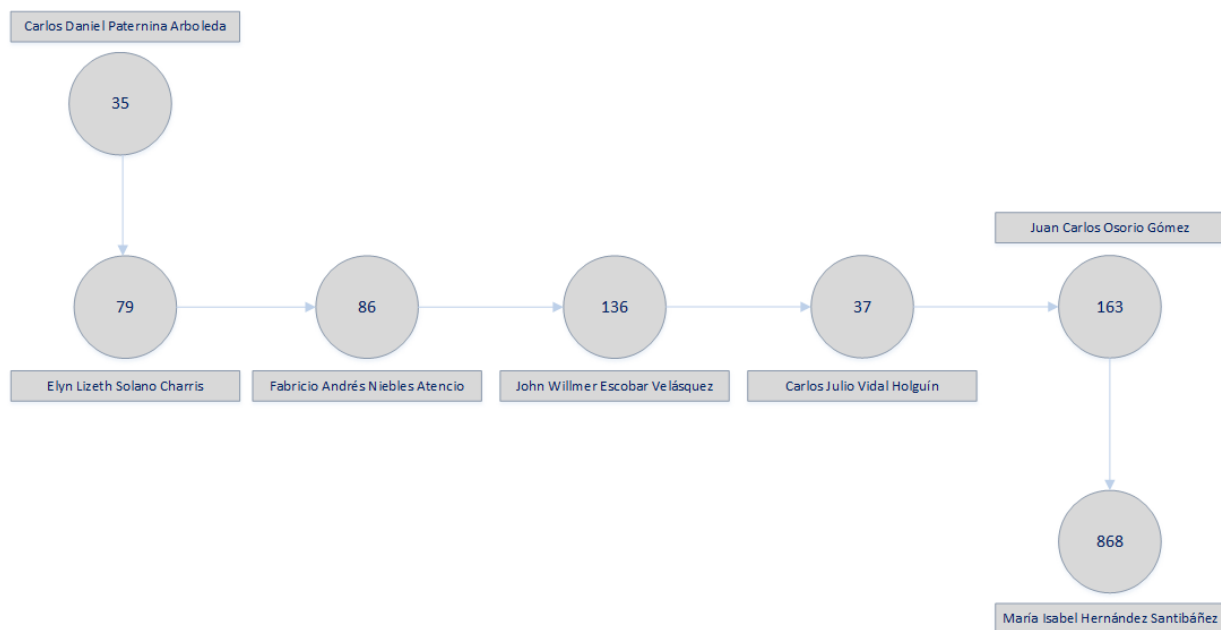 Carlos Daniel Paternina Arboleda
35
Juan Carlos Osorio Gómez
79
86
136
37
163
Elyn Lizeth Solano Charris
Fabricio Andrés Niebles Atencio
John Willmer Escobar Velásquez
Carlos Julio Vidal Holguín
868
María Isabel Hernández Santibáñez